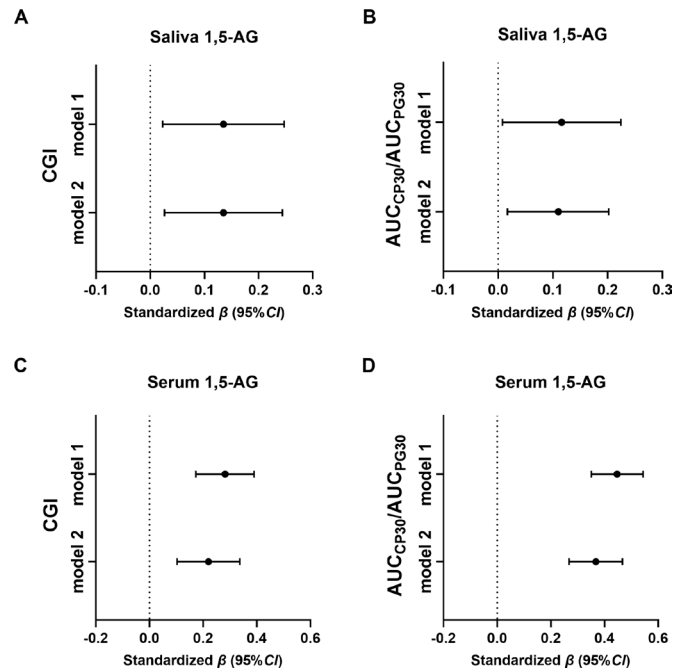 A
Saliva 1,5-AG
CGI
model 1
model 2
-0.1 0.0 0.1 0.2 0.3
Standardized β (95%CI)
B
Saliva 1,5-AG
AUCCP30/AUCPG30
model 1
model 2
-0.1 0.0 0.1 0.2 0.3
Standardized β (95%CI)
C
Serum 1,5-AG
CGI
model 1
model 2
-0.2 0.0 0.2 0.4 0.6
Standardized β (95%CI)
D
Serum 1,5-AG
AUCCP30/AUCPG30
model 1
model 2
-0.2 0.0 0.2 0.4 0.6
Standardized β (95%CI)